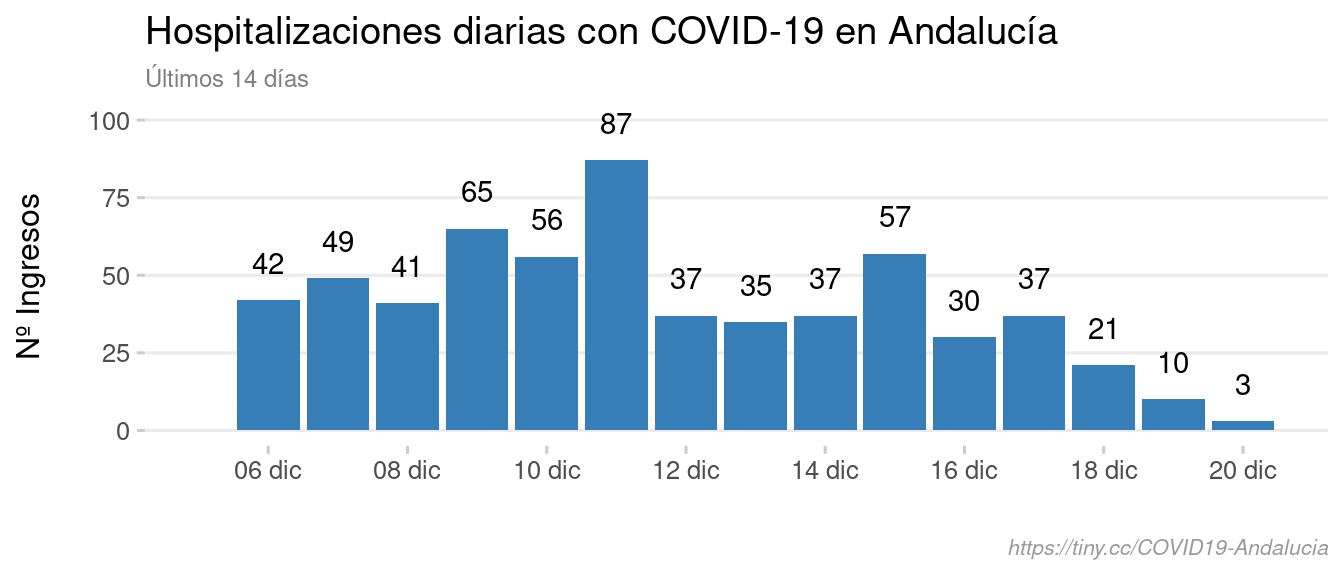 Hospitalizaciones diarias con COVID-19 en Andalucía
Últimos 14 días
Nº Ingresos
100
75
50
25
0
42
49
41
65
56
87
37
35
37
57
30
37
21
10
3
06 dic
08 dic
10 dic
12 dic
14 dic
16 dic
18 dic
20 dic
https://tiny.cc/COVID19-Andalucia